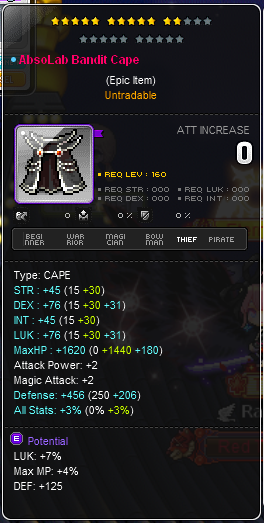 AbsoLab Bandit Cape
(Epic Item)
Untradable
ATT INCREASE
0
REQ LEV : 160
REQ STR : 000 REQ LUK : 000
REQ DEX : 000 REQ INT : 000
0 0 % 0 %
BEGINNER WARRIOR MAGICIAN BOWMAN THIEF PIRATE
Type: CAPE
STR : +45 (15 +30)
DEX : +76 (15 +30 +31)
INT : +45 (15 +30)
LUK : +76 (15 +30 +31)
MaxHP : +1620 (0 +1440 +180)
Attack Power: +2
Magic Attack: +2
Defense: +456 (250 +206)
All Stats: +3% (0% +3%)
E Potential
LUK: +7%
Max MP: +4%
DEF: +125